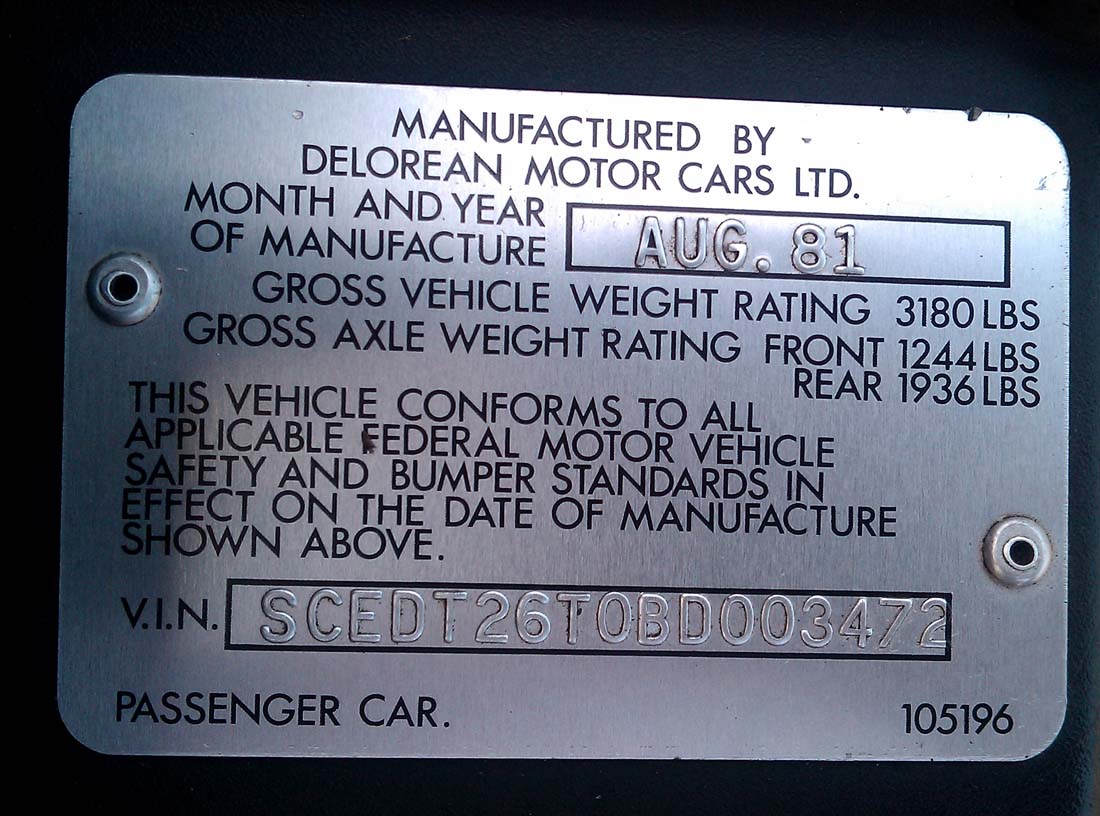 MANUFACTURED BY
DELOREAN MOTOR CARS LTD.
MONTH AND YEAR
OF MANUFACTURE AUG. 81
GROSS VEHICLE WEIGHT RATING 3180 LBS
GROSS AXLE WEIGHT RATING FRONT 1244 LBS
REAR 1936 LBS
THIS VEHICLE CONFORMS TO ALL
APPLICABLE FEDERAL MOTOR VEHICLE
SAFETY AND BUMPER STANDARDS IN
EFFECT ON THE DATE OF MANUFACTURE
SHOWN ABOVE.
V.I.N. SCEDT26T0BD003472
PASSENGER CAR. 105196